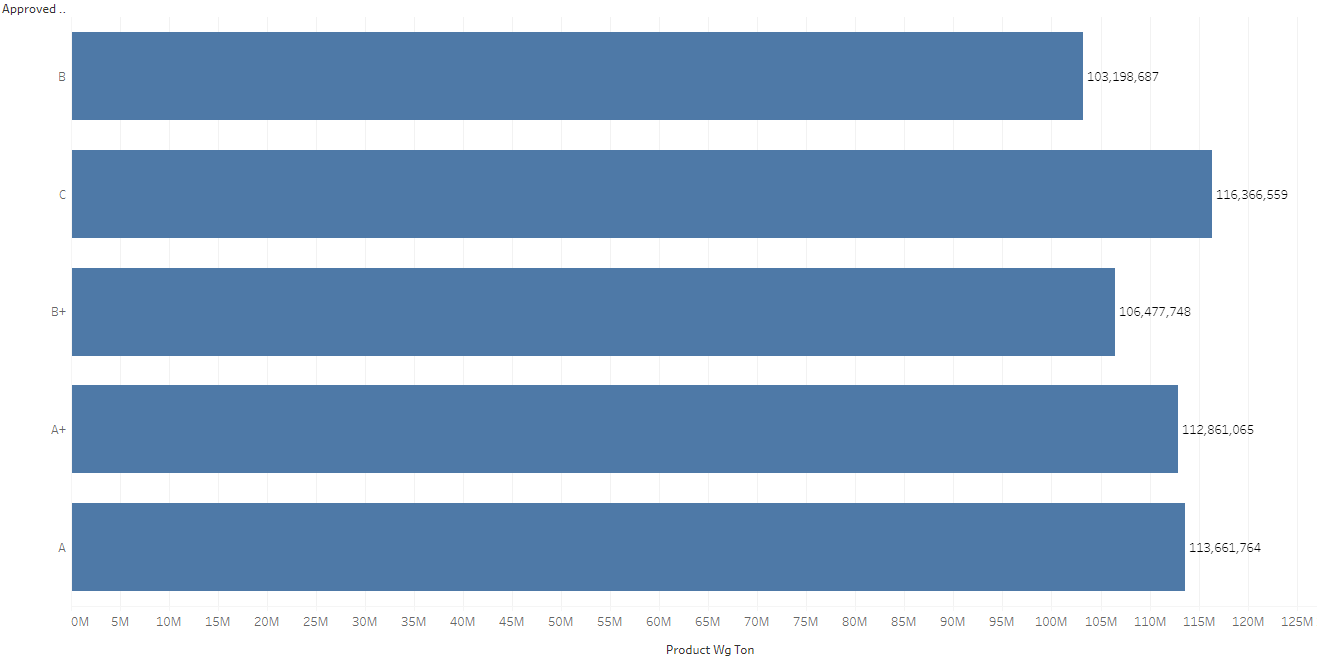 Approved ..
B
103,198,687
C
116,366,559
B+
106,477,748
A+
112,861,065
A
113,661,764
0M 5M 10M 15M 20M 25M 30M 35M 40M 45M 50M 55M 60M 65M 70M 75M 80M 85M 90M 95M 100M 105M 110M 115M 120M 125M
Product Wg Ton